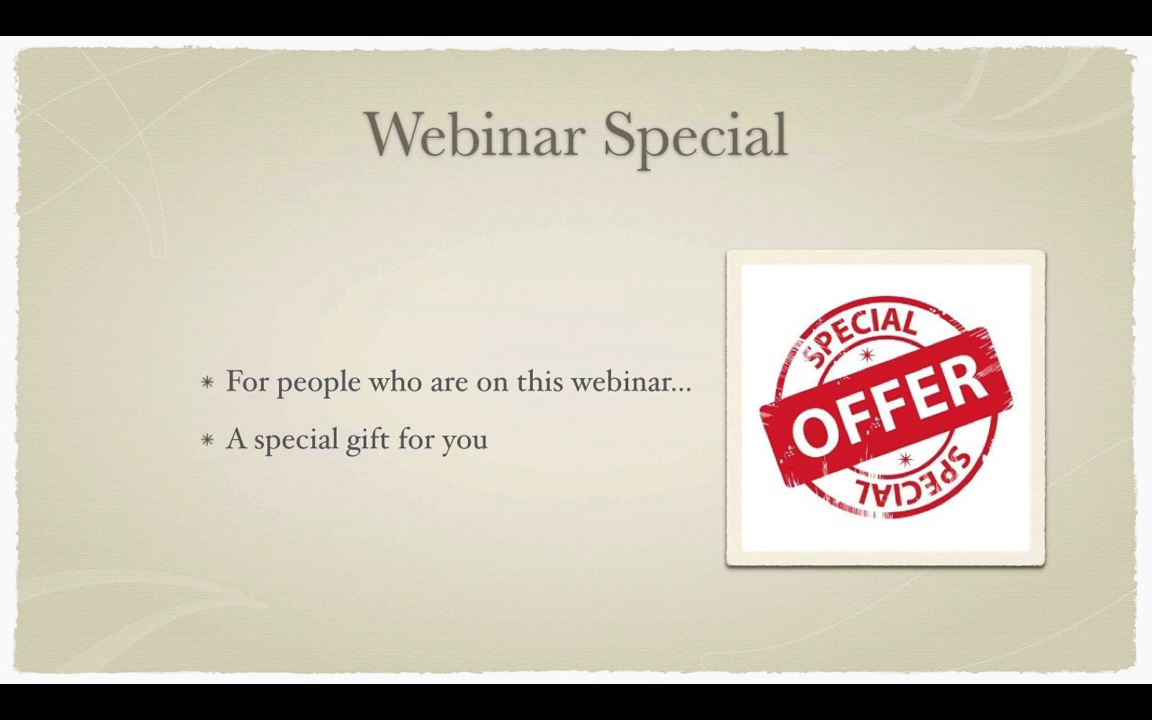 Webinar Special
* For people who are on this webinar...
* A special gift for you
SPECIAL
OFFER
SPECIAL